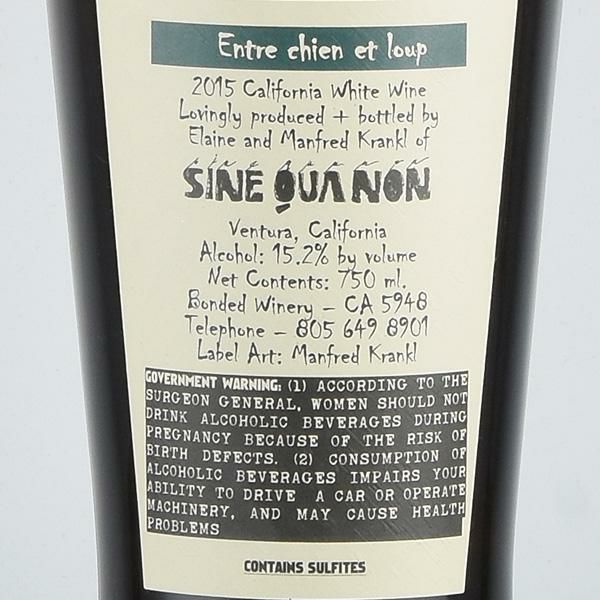 Entre chien et loup
2015 California White Wine
Lovingly produced + bottled by
Elaine and Manfred Krankl of
SINE QUA NON
Ventura, California
Alcohol: 15.2% by volume
Net Contents: 750 ml.
Bonded Winery – CA 5948
Telephone – 805 649 8901
Label Art: Manfred Krankl
GOVERNMENT WARNING: (1) ACCORDING TO THE
SURGEON GENERAL, WOMEN SHOULD NOT
DRINK ALCOHOLIC BEVERAGES DURING
PREGNANCY BECAUSE OF THE RISK OF
BIRTH DEFECTS. (2) CONSUMPTION OF
ALCOHOLIC BEVERAGES IMPAIRS YOUR
ABILITY TO DRIVE A CAR OR OPERATE
MACHINERY, AND MAY CAUSE HEALTH
PROBLEMS
CONTAINS SULFITES